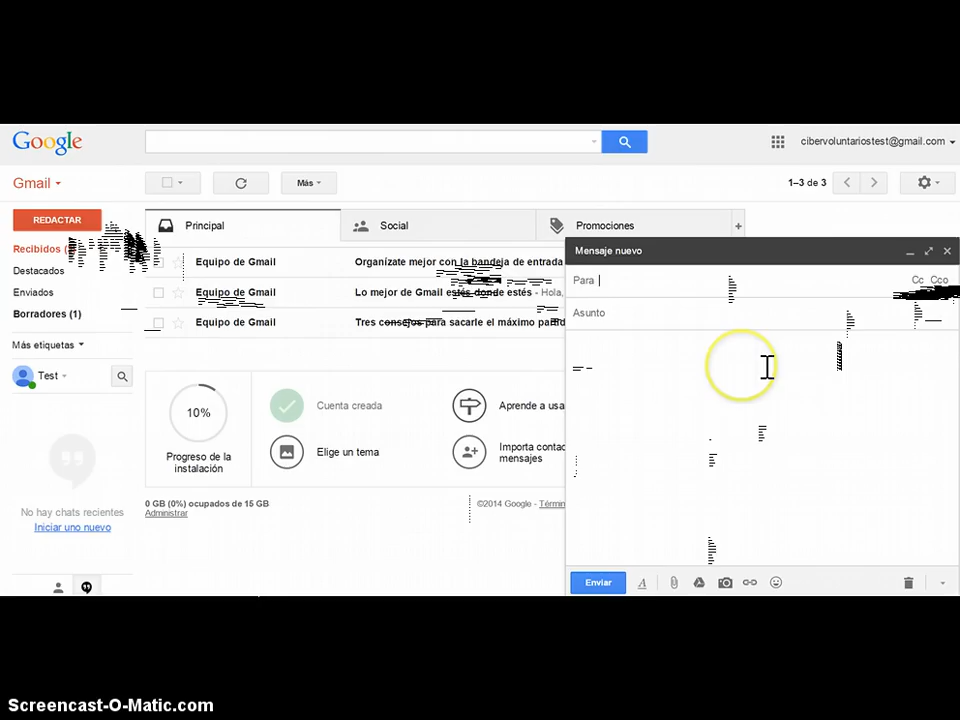 Google
cibervoluntariostest@gmail.com
Gmail
Más
1–3 de 3
REDACTAR
Principal
Social
Promociones
+
Recibidos
Destacados
Enviados
Borradores (1)
Más etiquetas
Equipo de Gmail
Organízate mejor con la bandeja de entrada
Equipo de Gmail
Lo mejor de Gmail estés donde estés - Hola,
Equipo de Gmail
Tres consejos para sacarle el máximo
Mensaje nuevo
Para
Cc Cco
Asunto
Test
10%
Progreso de la
instalación
Cuenta creada
Elige un tema
Aprende a usa
Importa contac
mensajes
0 GB (0%) ocupados de 15 GB
Administrar
©2014 Google - Términ
No hay chats recientes
Iniciar uno nuevo
Enviar
A
Screencast-O-Matic.com